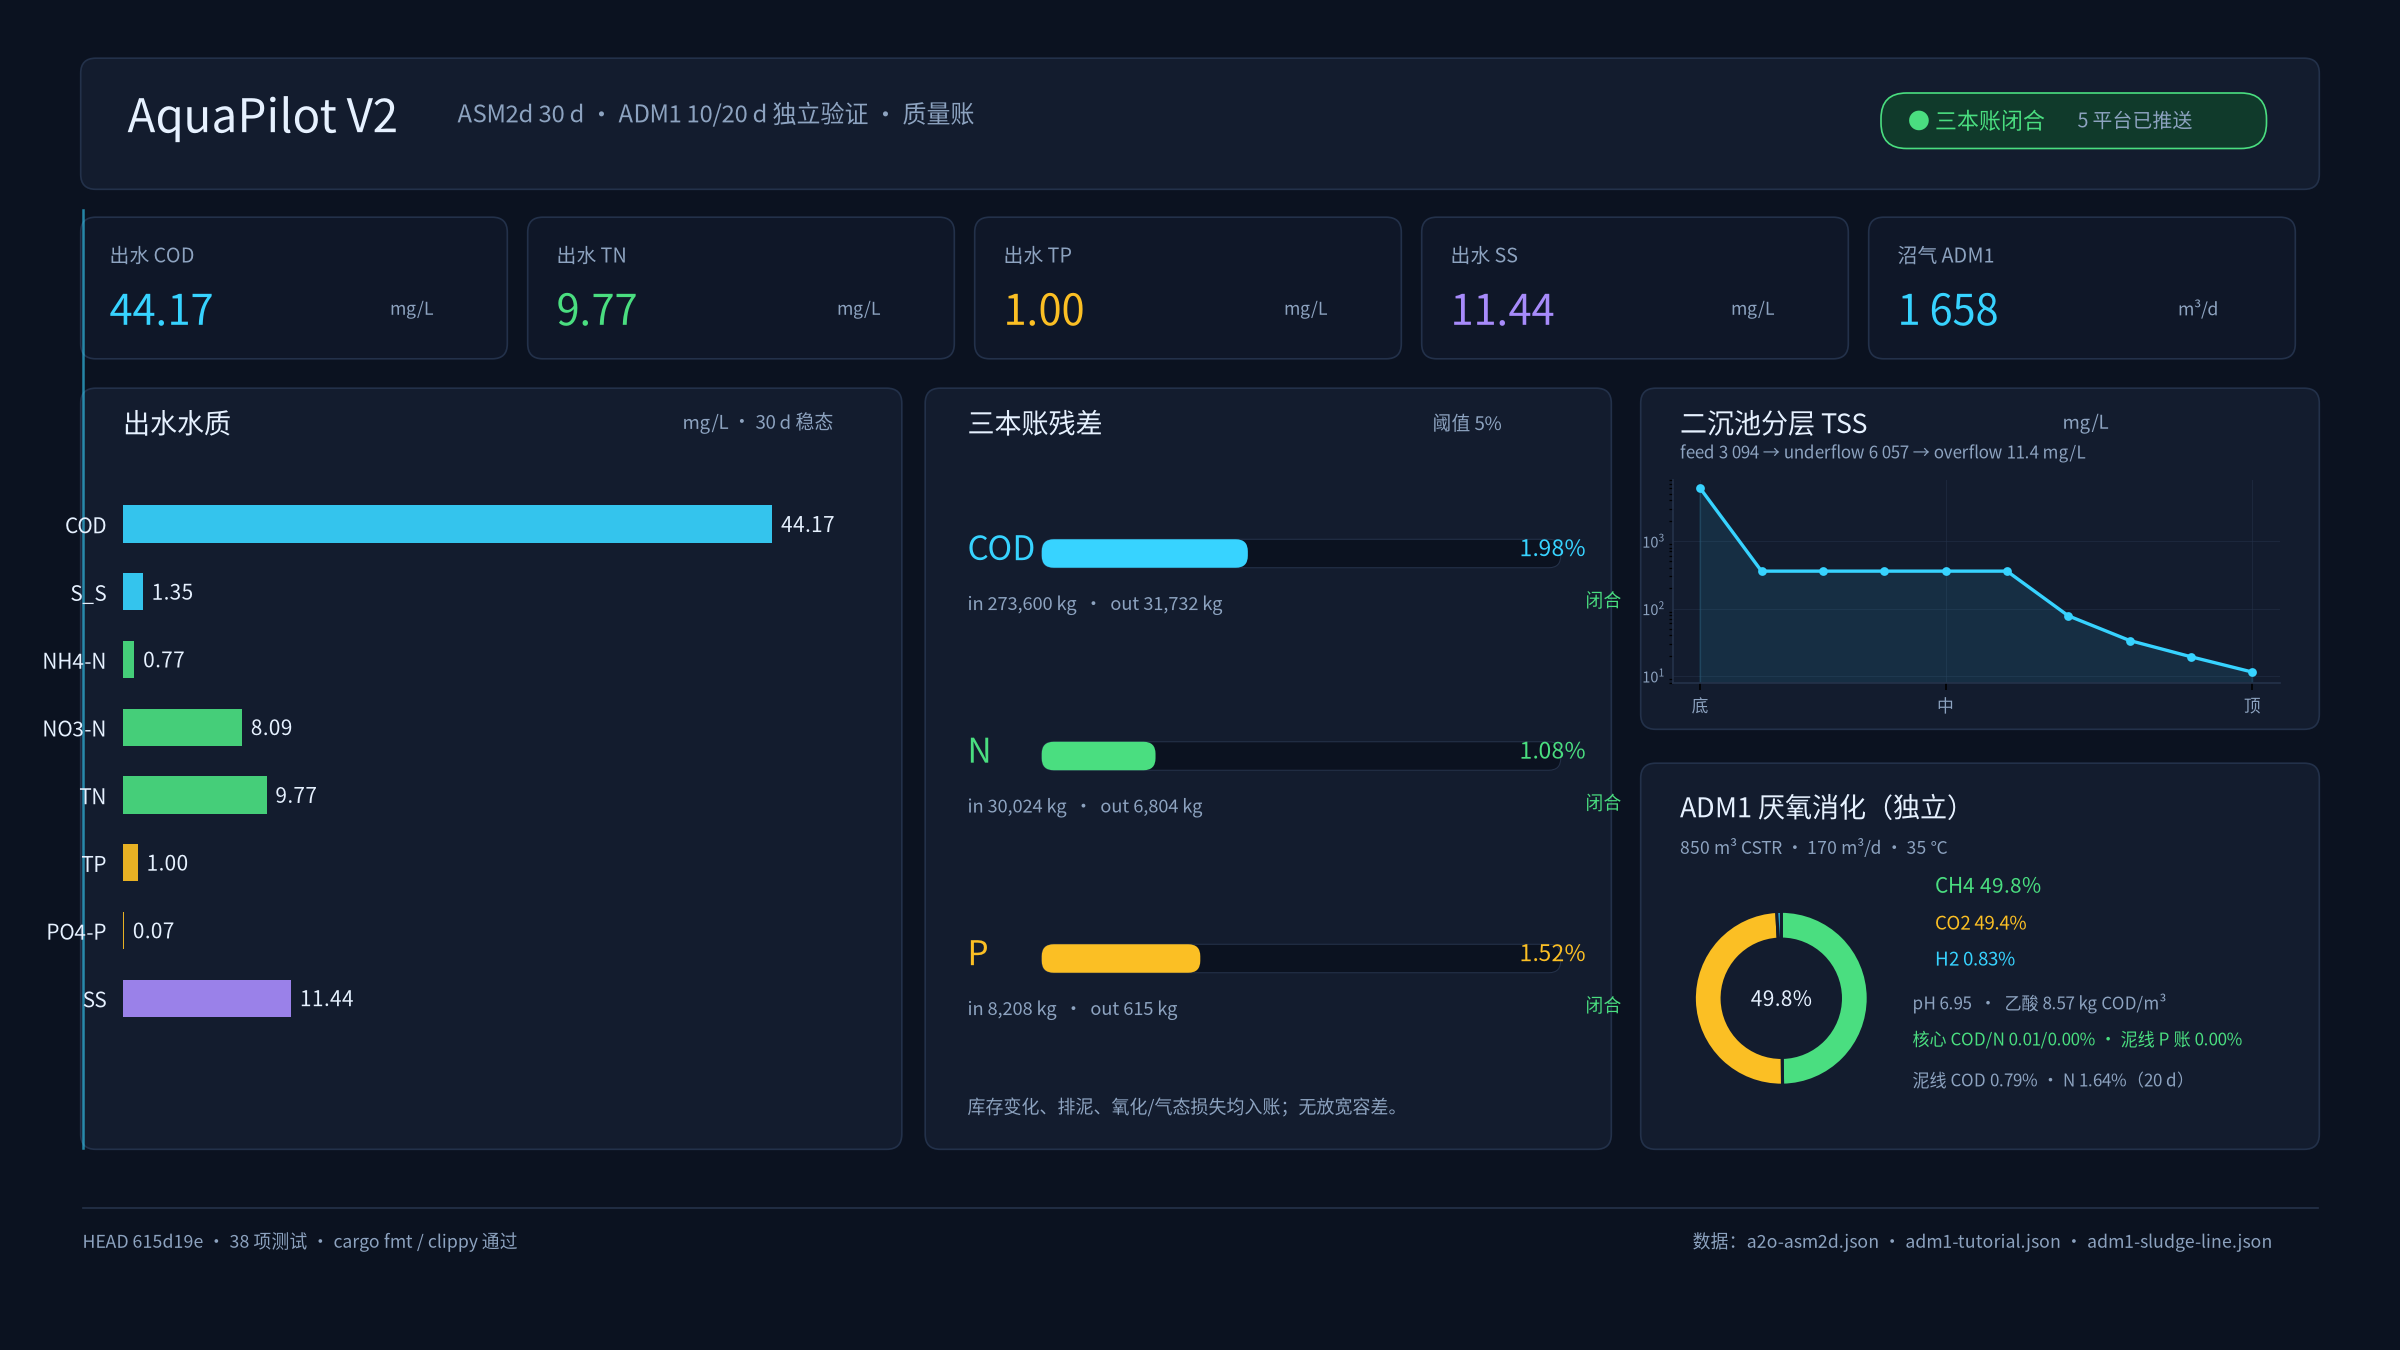 AquaPilot V2
ASM2d 30 d · ADM1 10/20 d 独立验证 · 质量账
三本账闭合 5 平台已推送
出水 COD
44.17 mg/L
出水 TN
9.77 mg/L
出水 TP
1.00 mg/L
出水 SS
11.44 mg/L
沼气 ADM1
1 658 m³/d
出水水质 mg/L · 30 d 稳态
COD 44.17
S_S 1.35
NH4-N 0.77
NO3-N 8.09
TN 9.77
TP 1.00
PO4-P 0.07
SS 11.44
三本账残差 阈值 5%
COD 1.98%
in 273,600 kg · out 31,732 kg 闭合
N 1.08%
in 30,024 kg · out 6,804 kg 闭合
P 1.52%
in 8,208 kg · out 615 kg 闭合
库存变化、排泥、氧化/气态损失均入账；无放宽容差。
二沉池分层 TSS mg/L
feed 3 094 → underflow 6 057 → overflow 11.4 mg/L
10³
10²
10¹
底 中 顶
ADM1 厌氧消化（独立）
850 m³ CSTR · 170 m³/d · 35 °C
CH4 49.8%
CO2 49.4%
H2 0.83%
49.8%
pH 6.95 · 乙酸 8.57 kg COD/m³
核心 COD/N 0.01/0.00% · 泥线 P 账 0.00%
泥线 COD 0.79% · N 1.64%（20 d）
HEAD 615d19e · 38 项测试 · cargo fmt / clippy 通过
数据：a2o-asm2d.json · adm1-tutorial.json · adm1-sludge-line.json